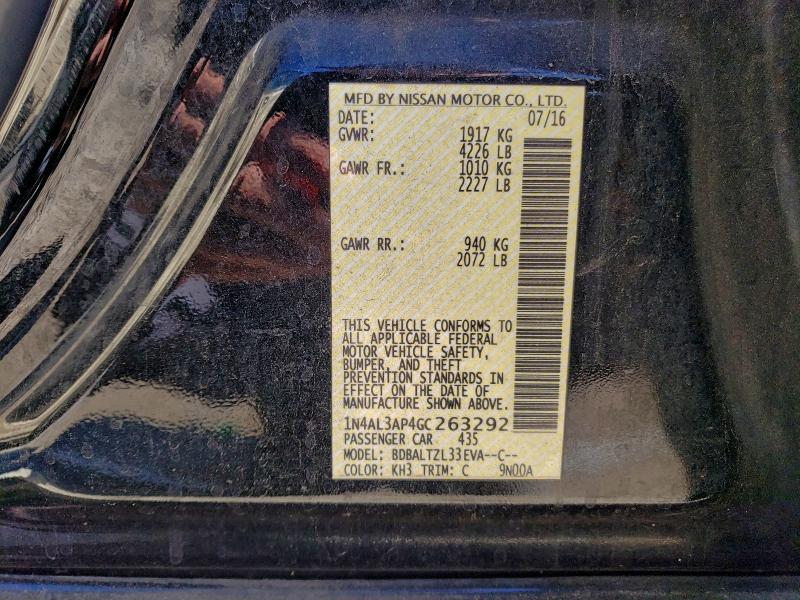 MFD BY NISSAN MOTOR CO., LTD.
DATE: 07/16
GVWR: 1917 KG
4226 LB
GAWR FR.: 1010 KG
2227 LB
GAWR RR.: 940 KG
2072 LB
THIS VEHICLE CONFORMS TO
ALL APPLICABLE FEDERAL
MOTOR VEHICLE SAFETY,
BUMPER, AND THEFT
PREVENTION STANDARDS IN
EFFECT ON THE DATE OF
MANUFACTURE SHOWN ABOVE.
1N4AL3AP4GC263292
PASSENGER CAR 435
MODEL: BDBALTZL33EVA--C--
COLOR: KH3 TRIM: C 9N00A